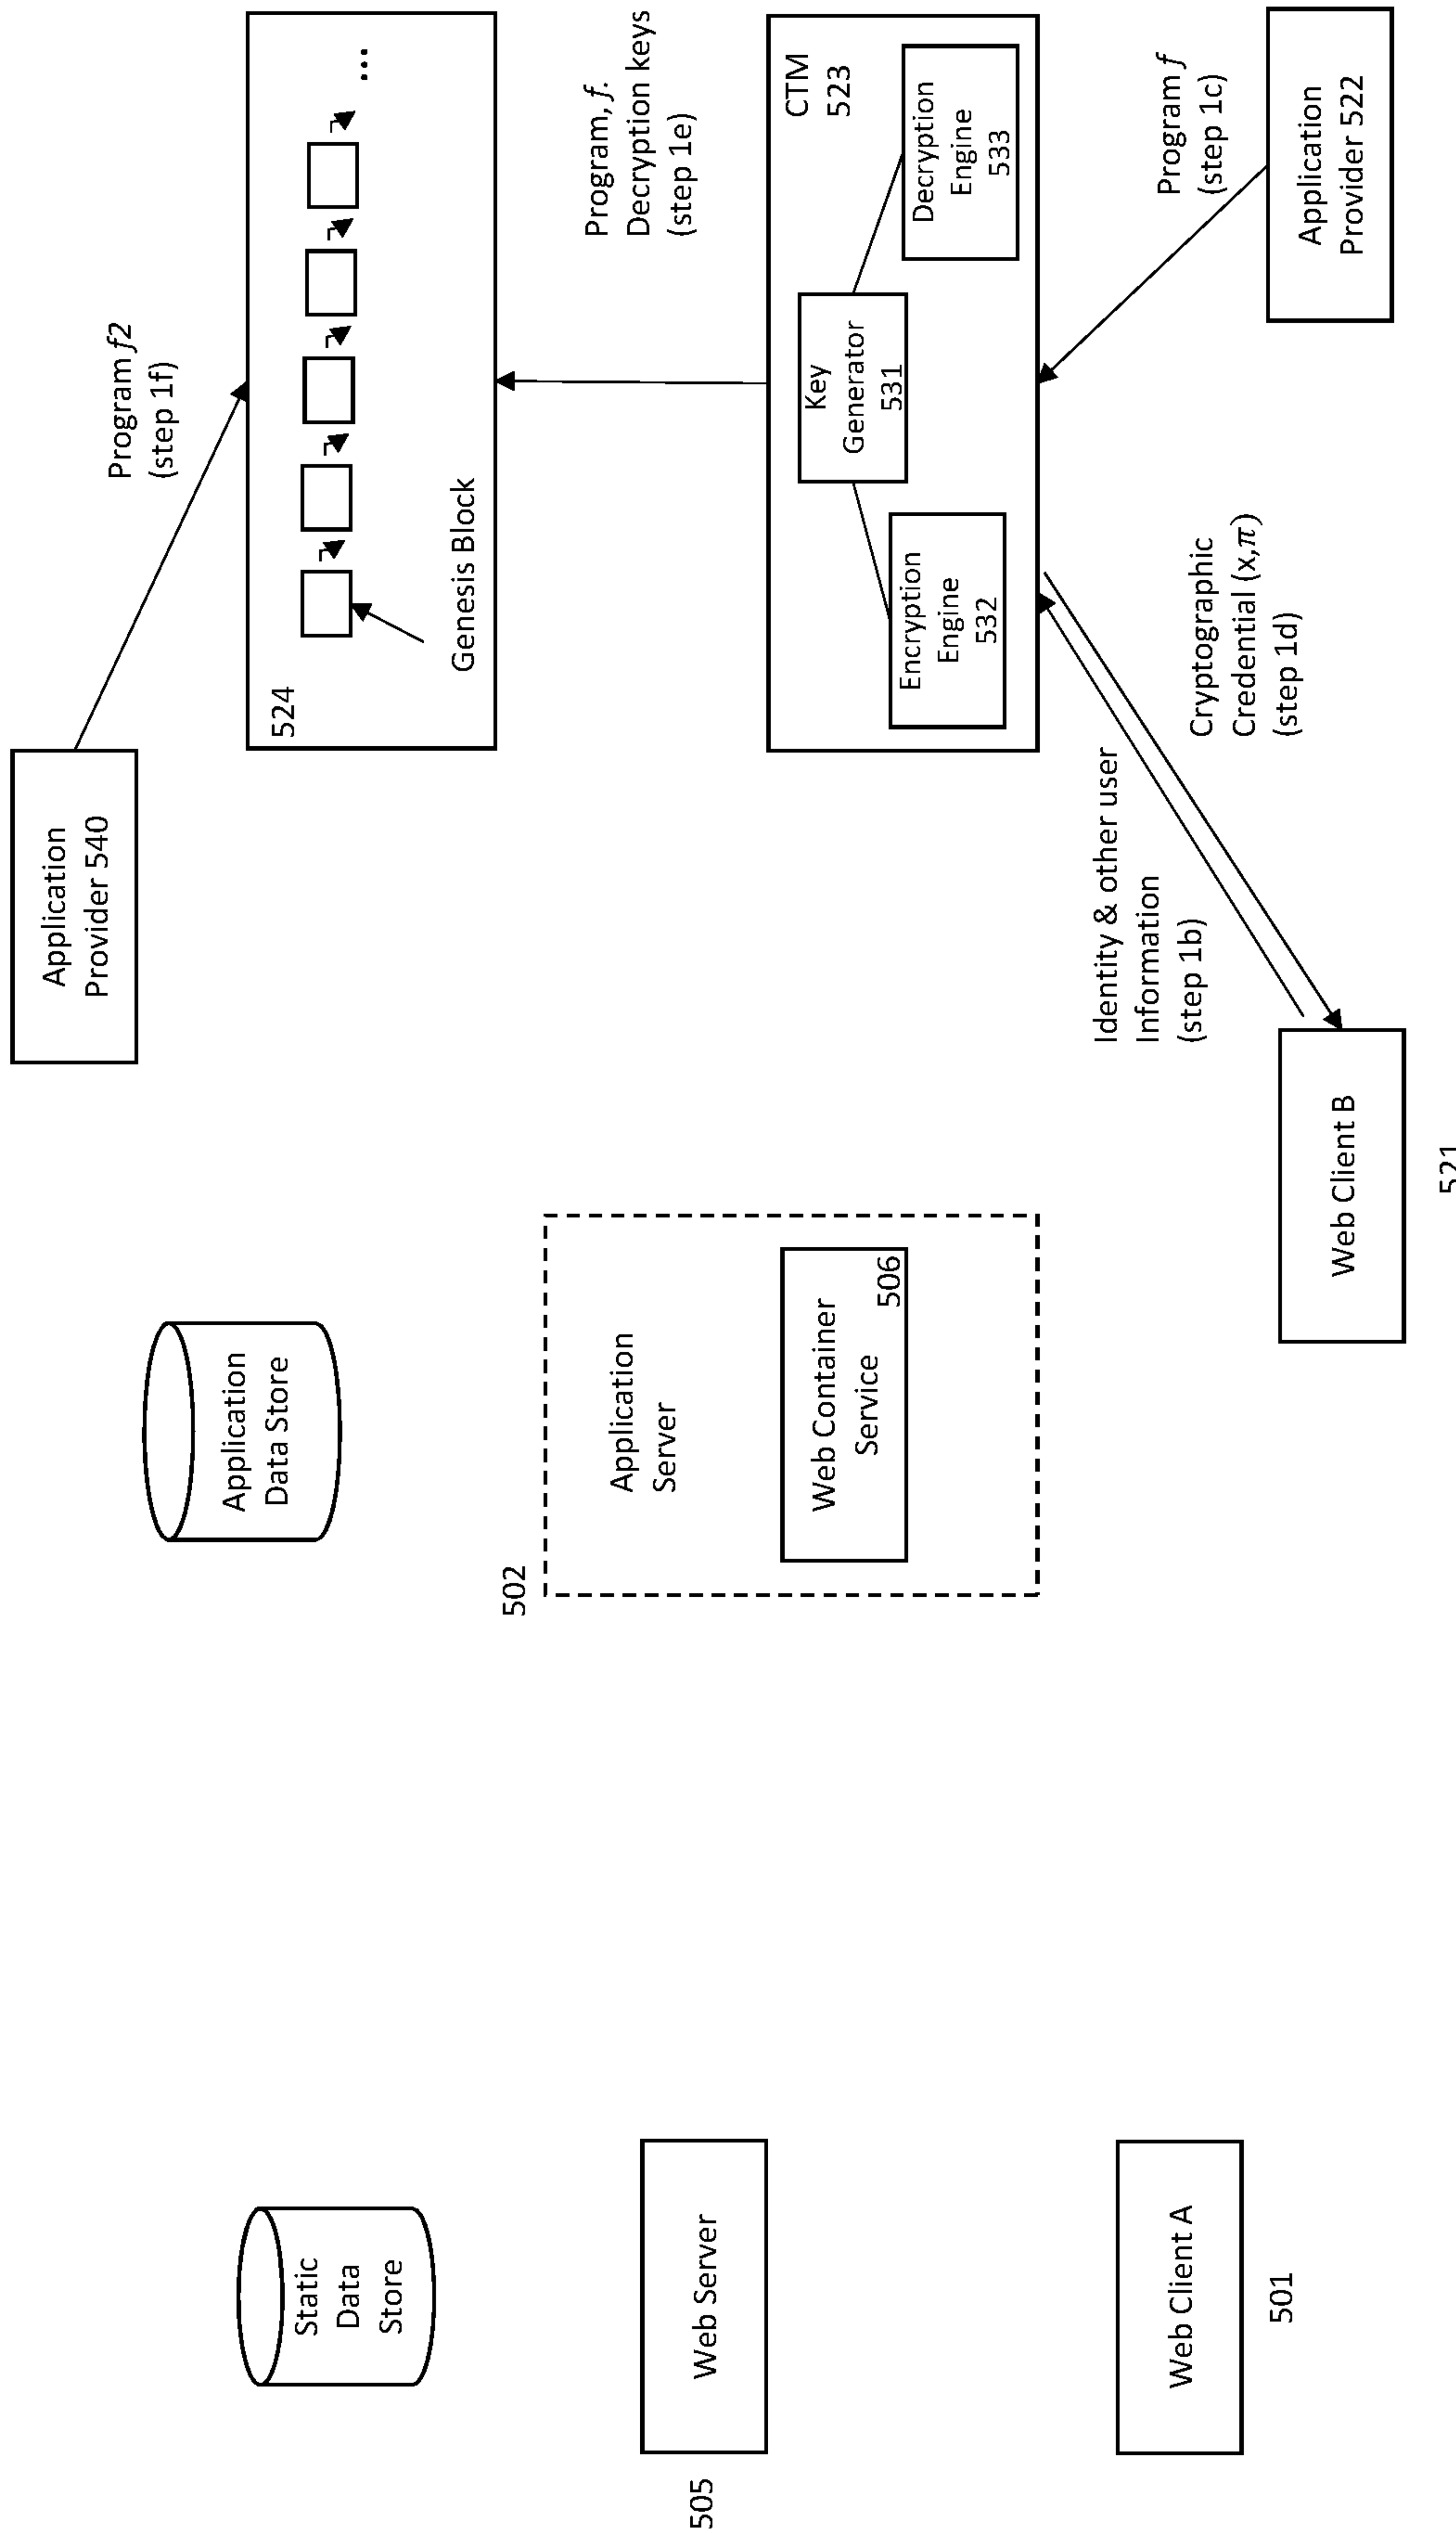 Static
Data
Store
505
Web Server
Web Client A
501
Application
Data Store
502
Application
Server
Web Container
Service
506
Web Client B
521
Application
Provider 540
Program f2
(step 1f)
524
Genesis Block
...
Program, f.
Decryption keys
(step 1e)
CTM
523
Key
Generator
531
Encryption
Engine
532
Decryption
Engine
533
Identity & other user
Information
(step 1b)
Cryptographic
Credential (x,π)
(step 1d)
Program f
(step 1c)
Application
Provider 522